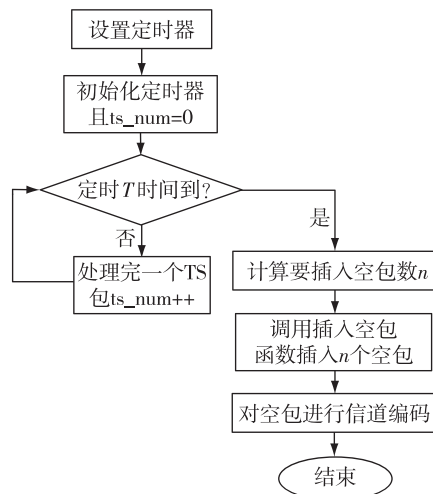 设置定时器
初始化定时器
且ts_num=0
定时T时间到?
否
是
处理完一个TS
包ts_num++
计算要插入空包数n
调用插入空包
函数插入n个空包
对空包进行信道编码
结束